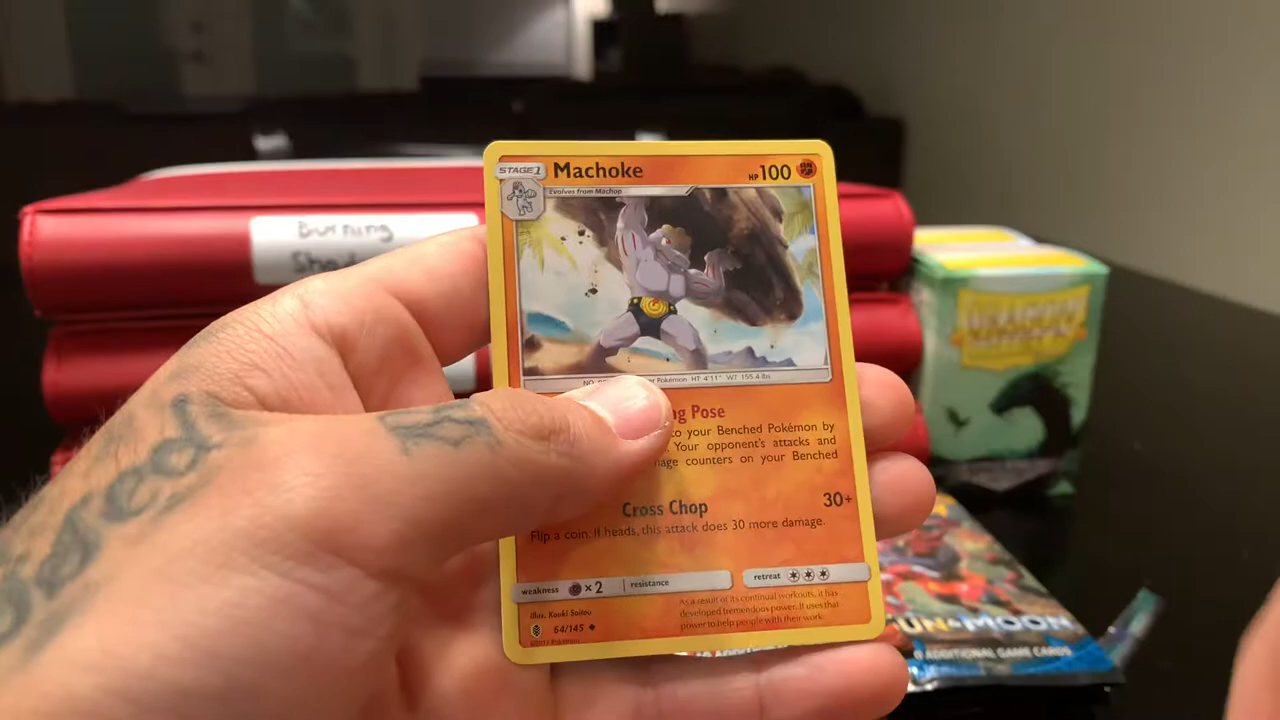 STAGE 1 Machoke HP 100
Evolves from Machop
Pokémon HT 4'11" WT 155.4 lbs
Pose
to your Benched Pokémon by
Your opponent's attacks and
counters on your Benched
Cross Chop 30+
Flip a coin. If heads, this attack does 30 more damage.
weakness ×2 resistance retreat
Illus. Kouki Saitou
64/145
As a result of its continual workouts, it has
developed tremendous power. It uses that
power to help people with their work.
Burning
ADDITIONAL GAME CARDS